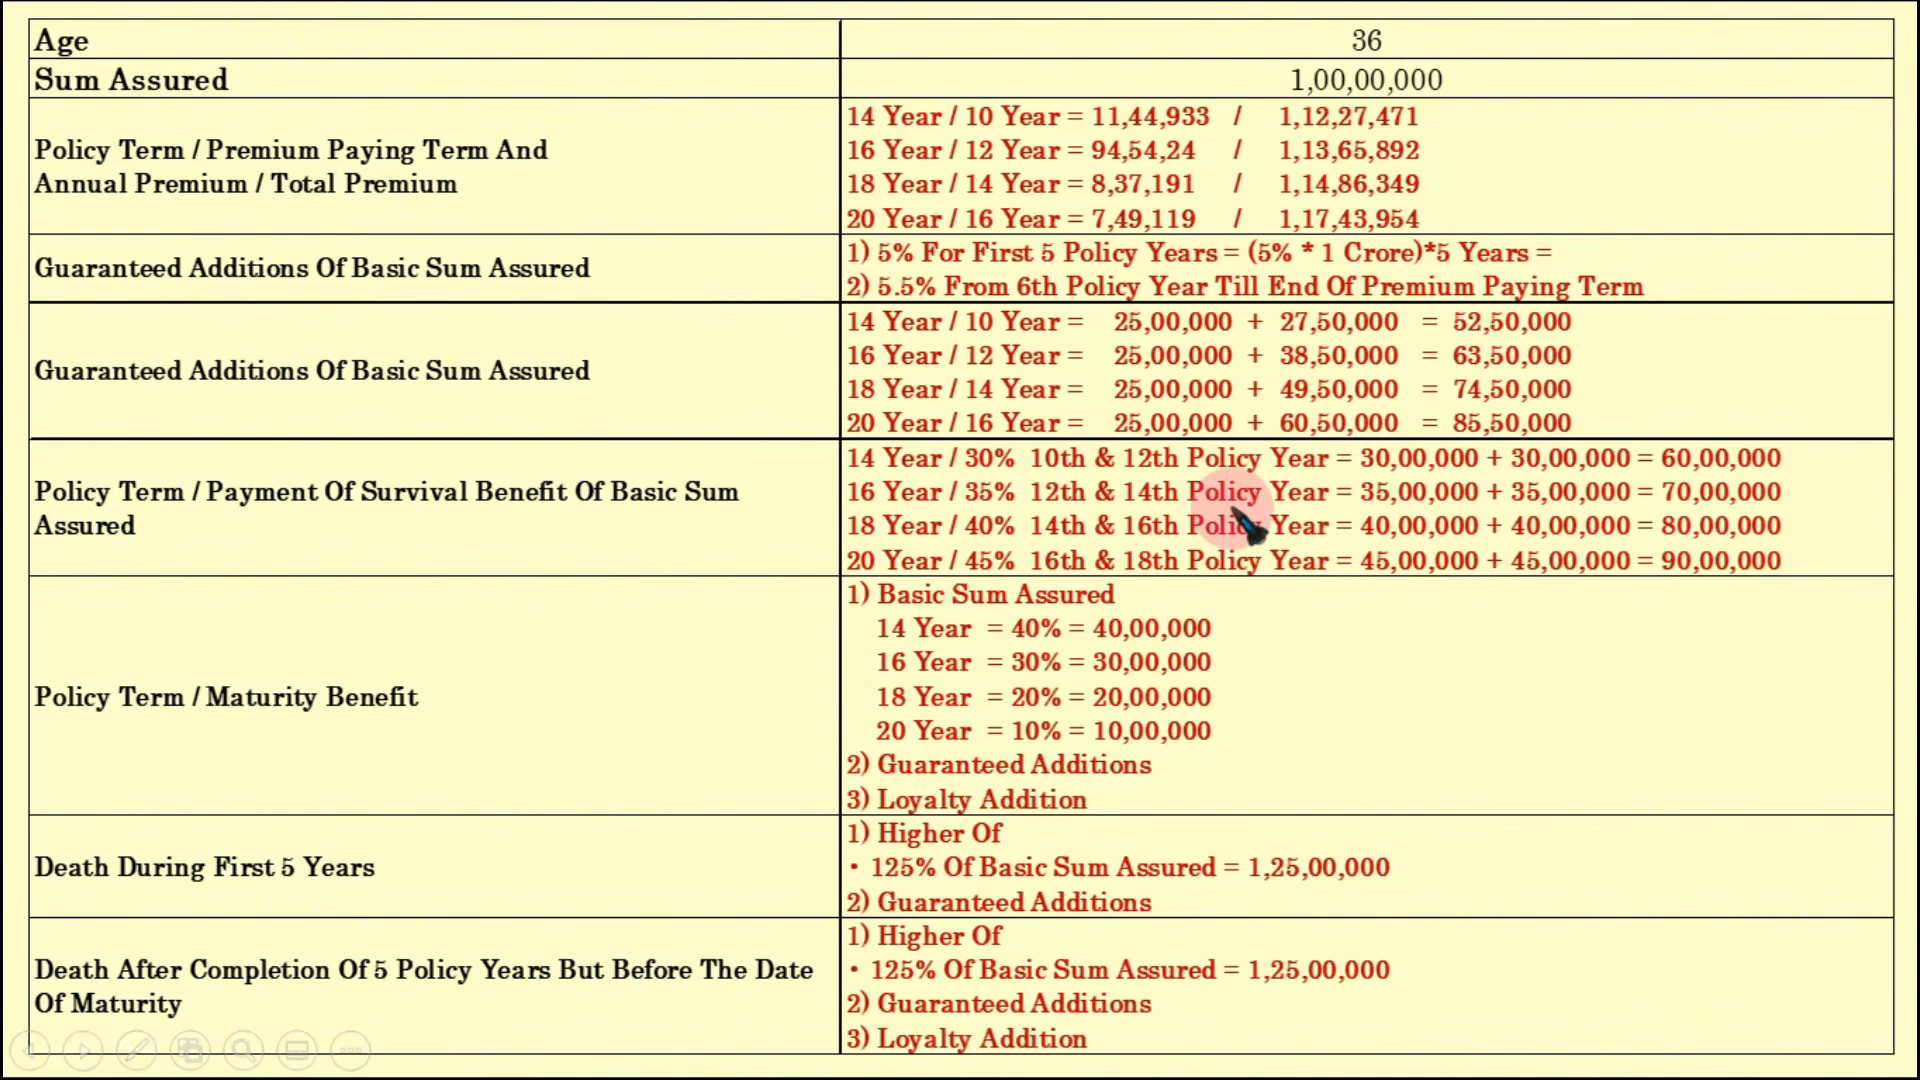 Age
36
Sum Assured
1,00,00,000
Policy Term / Premium Paying Term And
Annual Premium / Total Premium
14 Year / 10 Year = 11,44,933 / 1,12,27,471
16 Year / 12 Year = 94,54,24 / 1,13,65,892
18 Year / 14 Year = 8,37,191 / 1,14,86,349
20 Year / 16 Year = 7,49,119 / 1,17,43,954
Guaranteed Additions Of Basic Sum Assured
1) 5% For First 5 Policy Years = (5% * 1 Crore)*5 Years =
2) 5.5% From 6th Policy Year Till End Of Premium Paying Term
Guaranteed Additions Of Basic Sum Assured
14 Year / 10 Year = 25,00,000 + 27,50,000 = 52,50,000
16 Year / 12 Year = 25,00,000 + 38,50,000 = 63,50,000
18 Year / 14 Year = 25,00,000 + 49,50,000 = 74,50,000
20 Year / 16 Year = 25,00,000 + 60,50,000 = 85,50,000
Policy Term / Payment Of Survival Benefit Of Basic Sum
Assured
14 Year / 30% 10th & 12th Policy Year = 30,00,000 + 30,00,000 = 60,00,000
16 Year / 35% 12th & 14th Policy Year = 35,00,000 + 35,00,000 = 70,00,000
18 Year / 40% 14th & 16th Policy Year = 40,00,000 + 40,00,000 = 80,00,000
20 Year / 45% 16th & 18th Policy Year = 45,00,000 + 45,00,000 = 90,00,000
Policy Term / Maturity Benefit
1) Basic Sum Assured
14 Year = 40% = 40,00,000
16 Year = 30% = 30,00,000
18 Year = 20% = 20,00,000
20 Year = 10% = 10,00,000
2) Guaranteed Additions
3) Loyalty Addition
Death During First 5 Years
1) Higher Of
• 125% Of Basic Sum Assured = 1,25,00,000
2) Guaranteed Additions
Death After Completion Of 5 Policy Years But Before The Date
Of Maturity
1) Higher Of
• 125% Of Basic Sum Assured = 1,25,00,000
2) Guaranteed Additions
3) Loyalty Addition